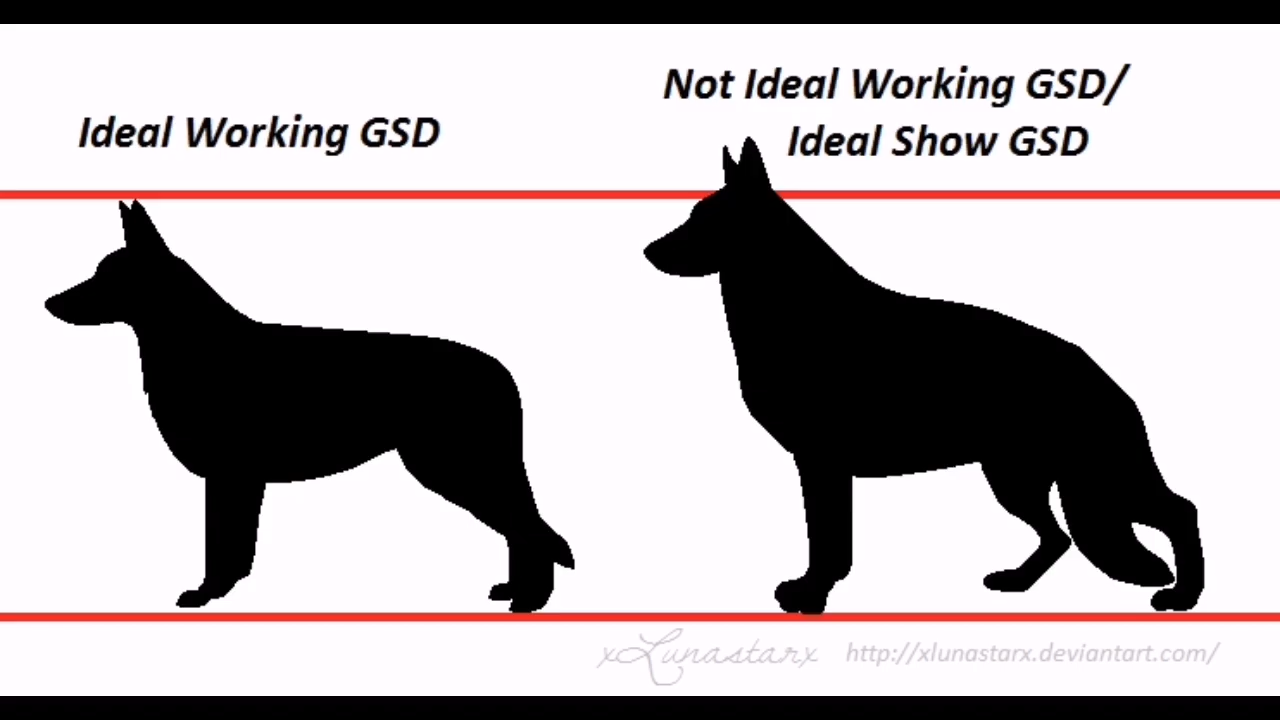 Ideal Working GSD
Not Ideal Working GSD/
Ideal Show GSD
xLunastarx
http://xlunastarx.deviantart.com/